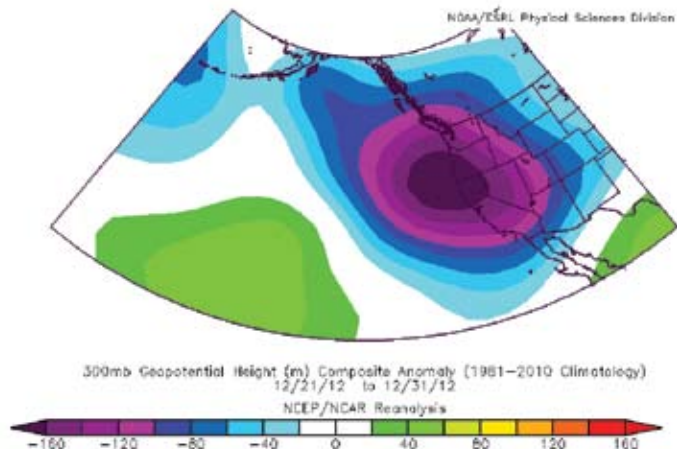 NOAA/ESRL Physical Sciences Division
300mb Geopotential Height (m) Composite Anomaly (1981-2010 Climatology)
12/21/12 to 12/31/12
NCEP/NCAR Reanalysis
-160 -120 -80 -40 0 40 80 120 160